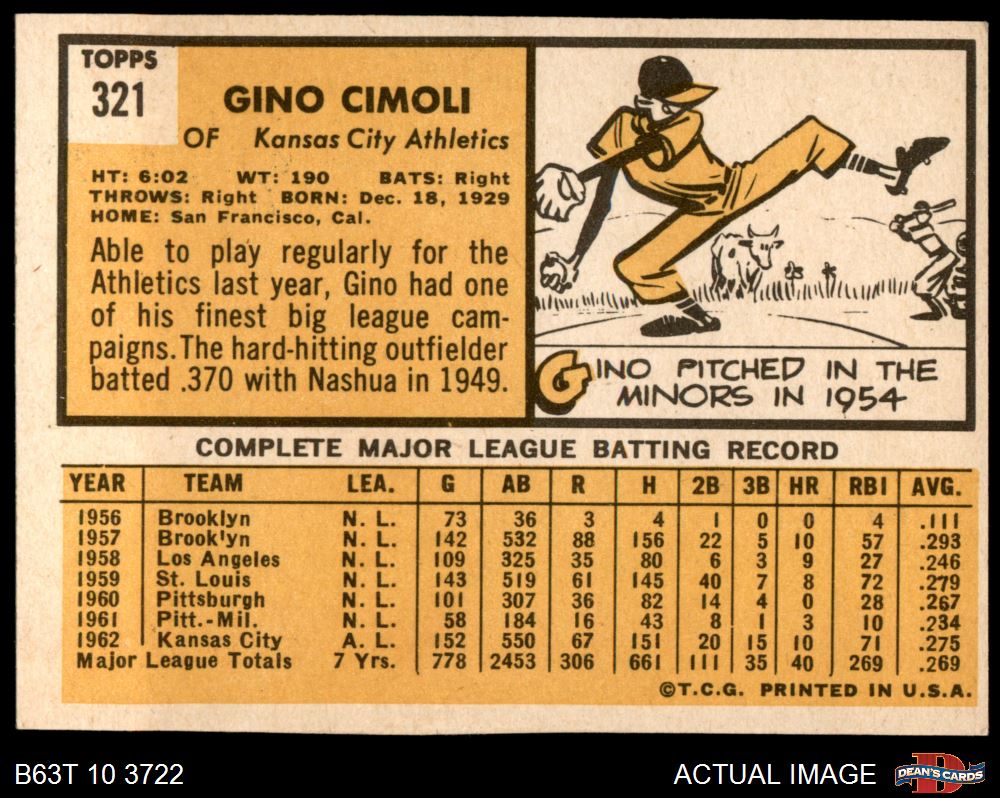 TOPPS
321
GINO CIMOLI
OF Kansas City Athletics
HT: 6:02 WT: 190 BATS: Right
THROWS: Right BORN: Dec. 18, 1929
HOME: San Francisco, Cal.
Able to play regularly for the
Athletics last year, Gino had one
of his finest big league cam-
paigns. The hard-hitting outfielder
batted .370 with Nashua in 1949.
GINO PITCHED IN THE
MINORS IN 1954
COMPLETE MAJOR LEAGUE BATTING RECORD
YEAR TEAM LEA. G AB R H 2B 3B HR RBI AVG.
1956 Brooklyn N. L. 73 36 3 4 1 0 0 4 .111
1957 Brook'yn N. L. 142 532 88 156 22 5 10 57 .293
1958 Los Angeles N. L. 109 325 35 80 6 3 9 27 .246
1959 St. Louis N. L. 143 519 61 145 40 7 8 72 .279
1960 Pittsburgh N. L. 101 307 36 82 14 4 0 28 .267
1961 Pitt.-Mil. N. L. 58 184 16 43 8 1 3 10 .234
1962 Kansas City A. L. 152 550 67 151 20 15 10 71 .275
Major League Totals 7 Yrs. 778 2453 306 661 111 35 40 269 .269
©T.C.G. PRINTED IN U.S.A.
B63T 10 3722
ACTUAL IMAGE
D
DEAN'S CARDS